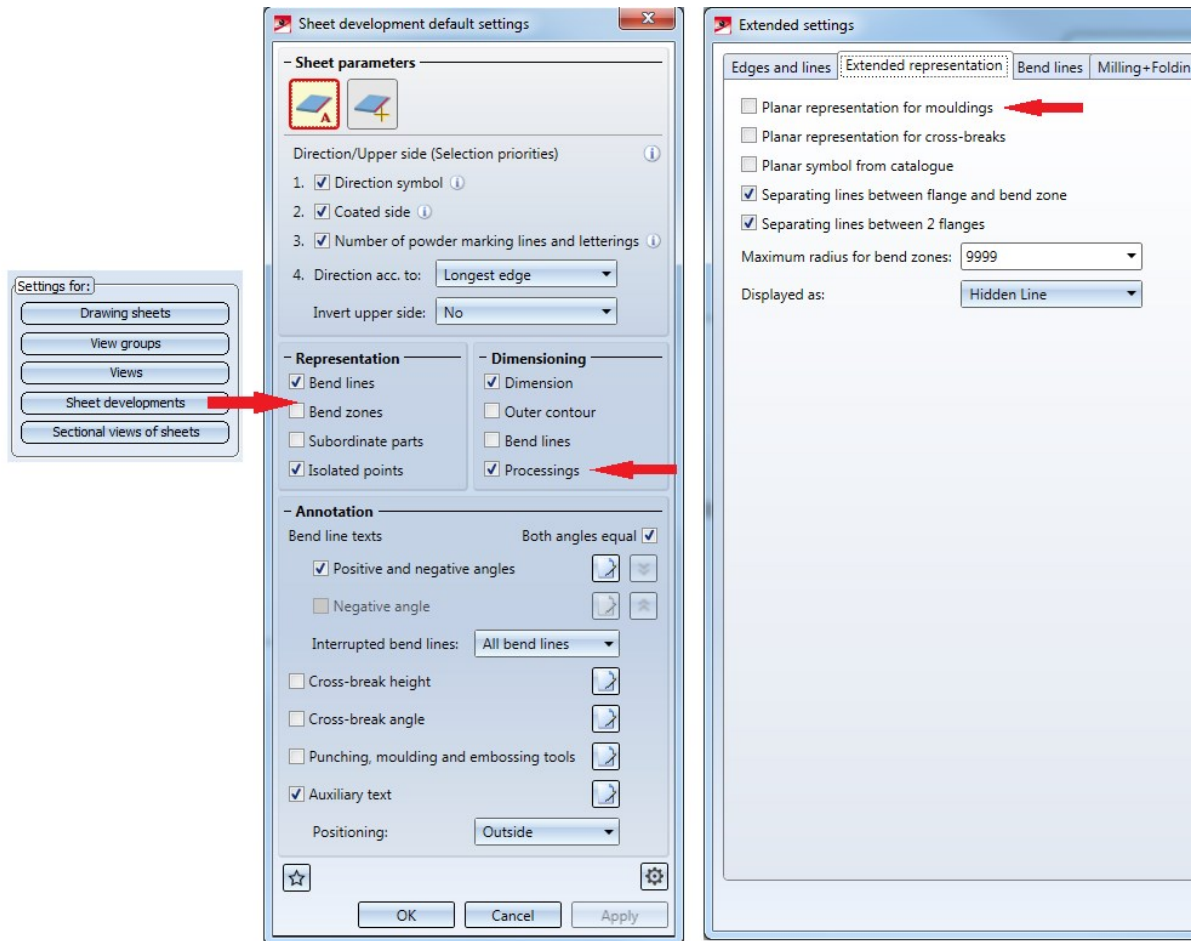 Settings for:
Drawing sheets
View groups
Views
Sheet developments
Sectional views of sheets
Sheet development default settings
Sheet parameters
A
Direction/Upper side (Selection priorities)
1. Direction symbol
2. Coated side
3. Number of powder marking lines and letterings
4. Direction acc. to: Longest edge
Invert upper side: No
Representation
Bend lines
Bend zones
Subordinate parts
Isolated points
Dimensioning
Dimension
Outer contour
Bend lines
Processings
Annotation
Bend line texts Both angles equal
Positive and negative angles
Negative angle
Interrupted bend lines: All bend lines
Cross-break height
Cross-break angle
Punching, moulding and embossing tools
Auxiliary text
Positioning: Outside
OK Cancel Apply
Extended settings
Edges and lines Extended representation Bend lines Milling+Foldin
Planar representation for mouldings
Planar representation for cross-breaks
Planar symbol from catalogue
Separating lines between flange and bend zone
Separating lines between 2 flanges
Maximum radius for bend zones: 9999
Displayed as: Hidden Line